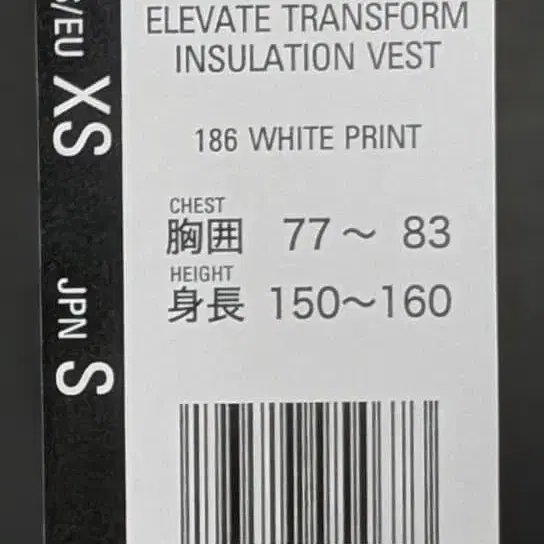 /EU XS
JPN S
ELEVATE TRANSFORM
INSULATION VEST
186 WHITE PRINT
CHEST
胸囲 77～ 83
HEIGHT
身長 150～160